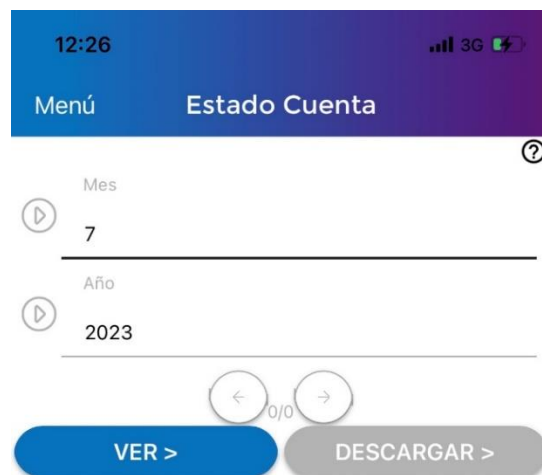 12:26 3G
Menú Estado Cuenta
?
Mes
7
Año
2023
← 0/0 →
VER > DESCARGAR >